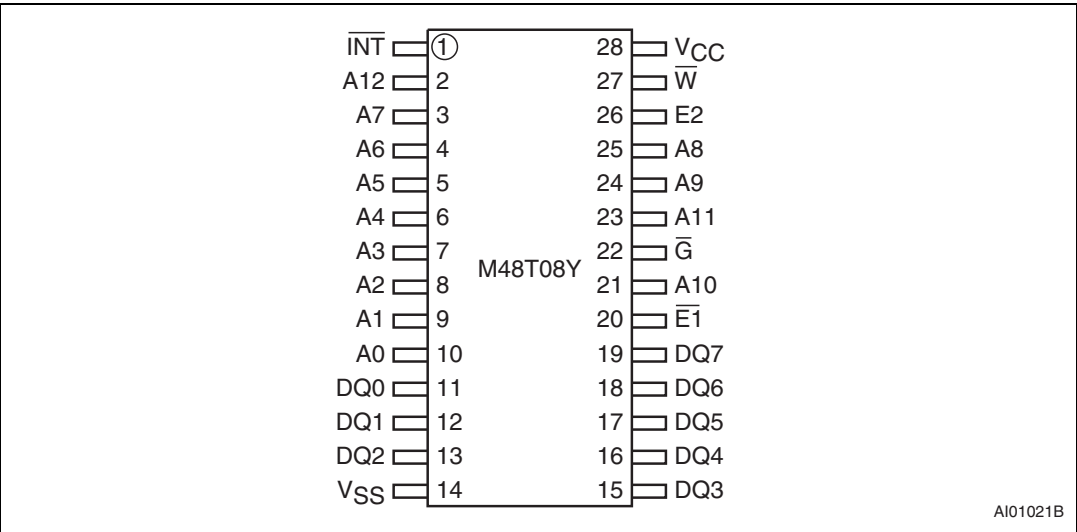 I̅N̅T̅ 1 28 VCC
A12 2 27 W̅
A7 3 26 E2
A6 4 25 A8
A5 5 24 A9
A4 6 23 A11
A3 7 22 G̅
M48T08Y
A2 8 21 A10
A1 9 20 E̅1̅
A0 10 19 DQ7
DQ0 11 18 DQ6
DQ1 12 17 DQ5
DQ2 13 16 DQ4
VSS 14 15 DQ3
AI01021B